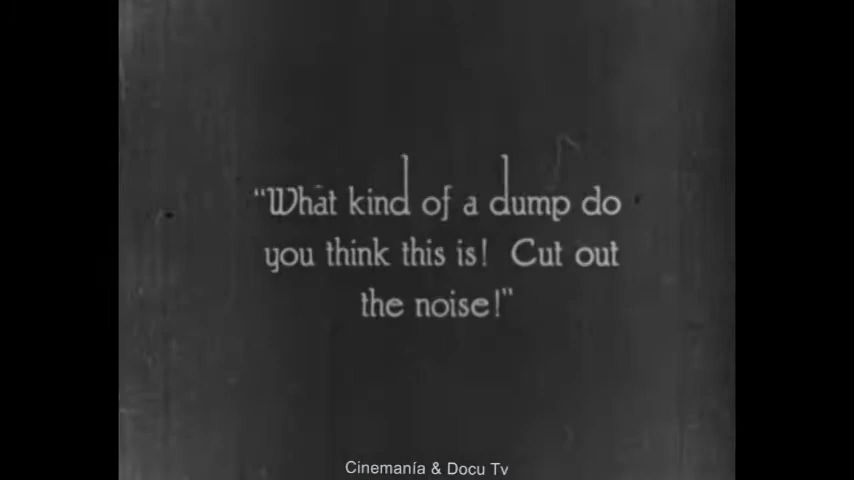 "What kind of a dump do
you think this is! Cut out
the noise!"
Cinemanía & Docu Tv